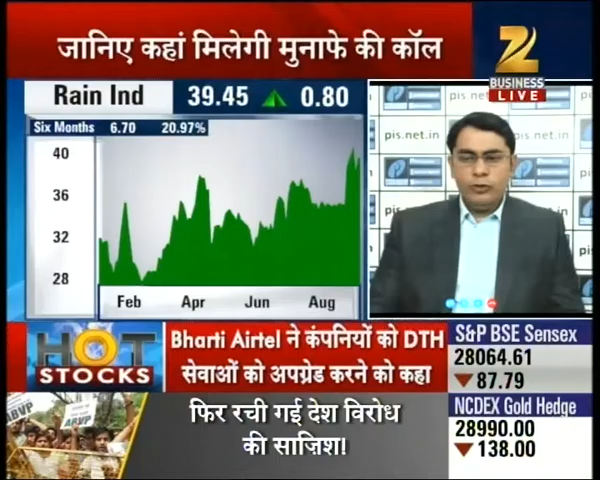 जानिए कहां मिलेगी मुनाफे की कॉल
Z
BUSINESS
LIVE
Rain Ind 39.45 0.80
Six Months 6.70 20.97%
40
36
32
28
Feb Apr Jun Aug
pis.net.in
HOT
STOCKS
Bharti Airtel ने कंपनियों को DTH
सेवाओं को अपग्रेड करने को कहा
S&P BSE Sensex
28064.61
87.79
NCDEX Gold Hedge
28990.00
138.00
ABVP
ABVP
फिर रची गई देश विरोध
की साज़िश!